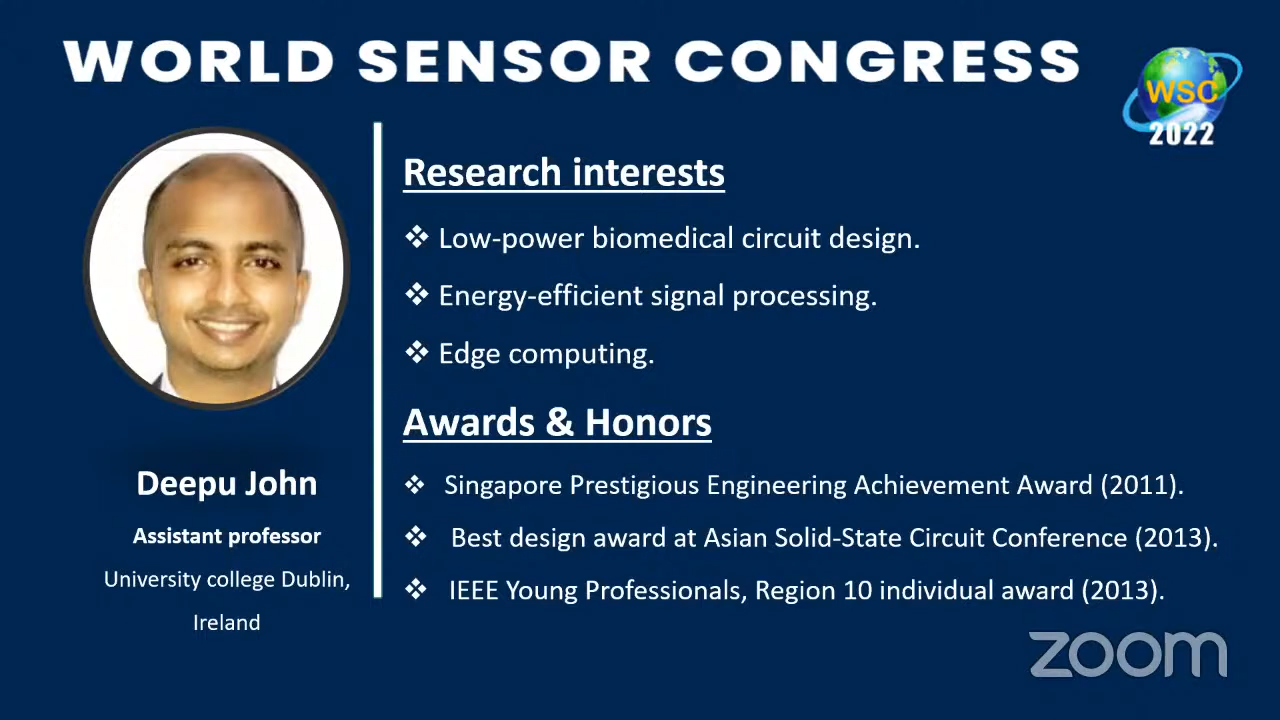 WORLD SENSOR CONGRESS
WSC
2022
Research interests
❖ Low-power biomedical circuit design.
❖ Energy-efficient signal processing.
❖ Edge computing.
Awards & Honors
❖ Singapore Prestigious Engineering Achievement Award (2011).
❖ Best design award at Asian Solid-State Circuit Conference (2013).
❖ IEEE Young Professionals, Region 10 individual award (2013).
Deepu John
Assistant professor
University college Dublin,
Ireland
zoom